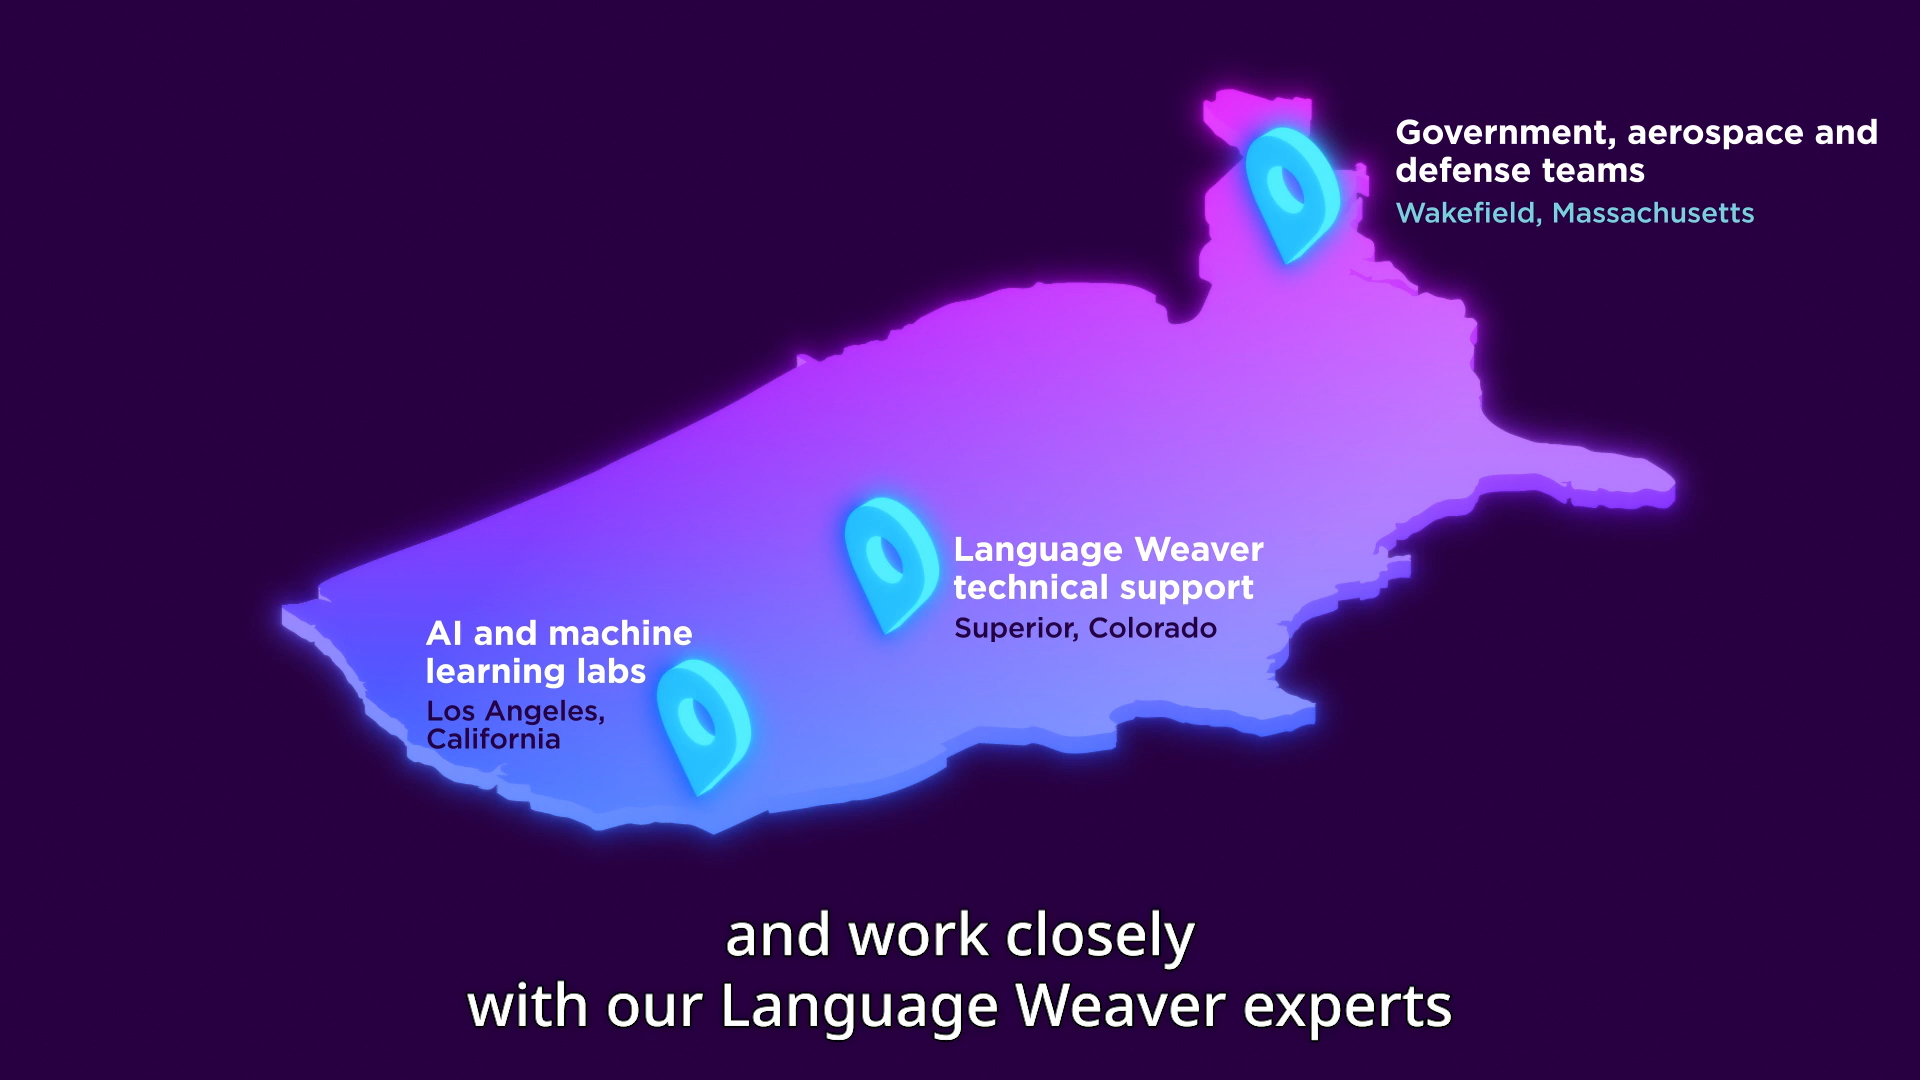 Government, aerospace and
defense teams
Wakefield, Massachusetts
Language Weaver
technical support
Superior, Colorado
AI and machine
learning labs
Los Angeles,
California
and work closely
with our Language Weaver experts